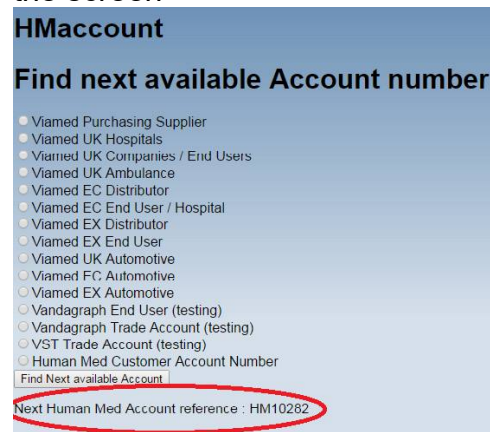 the screen
HMaccount
Find next available Account number
Viamed Purchasing Supplier
Viamed UK Hospitals
Viamed UK Companies / End Users
Viamed UK Ambulance
Viamed EC Distributor
Viamed EC End User / Hospital
Viamed EX Distributor
Viamed EX End User
Viamed UK Automotive
Viamed EC Automotive
Viamed EX Automotive
Vandagraph End User (testing)
Vandagraph Trade Account (testing)
VST Trade Account (testing)
Human Med Customer Account Number
Find Next available Account
Next Human Med Account reference : HM10282